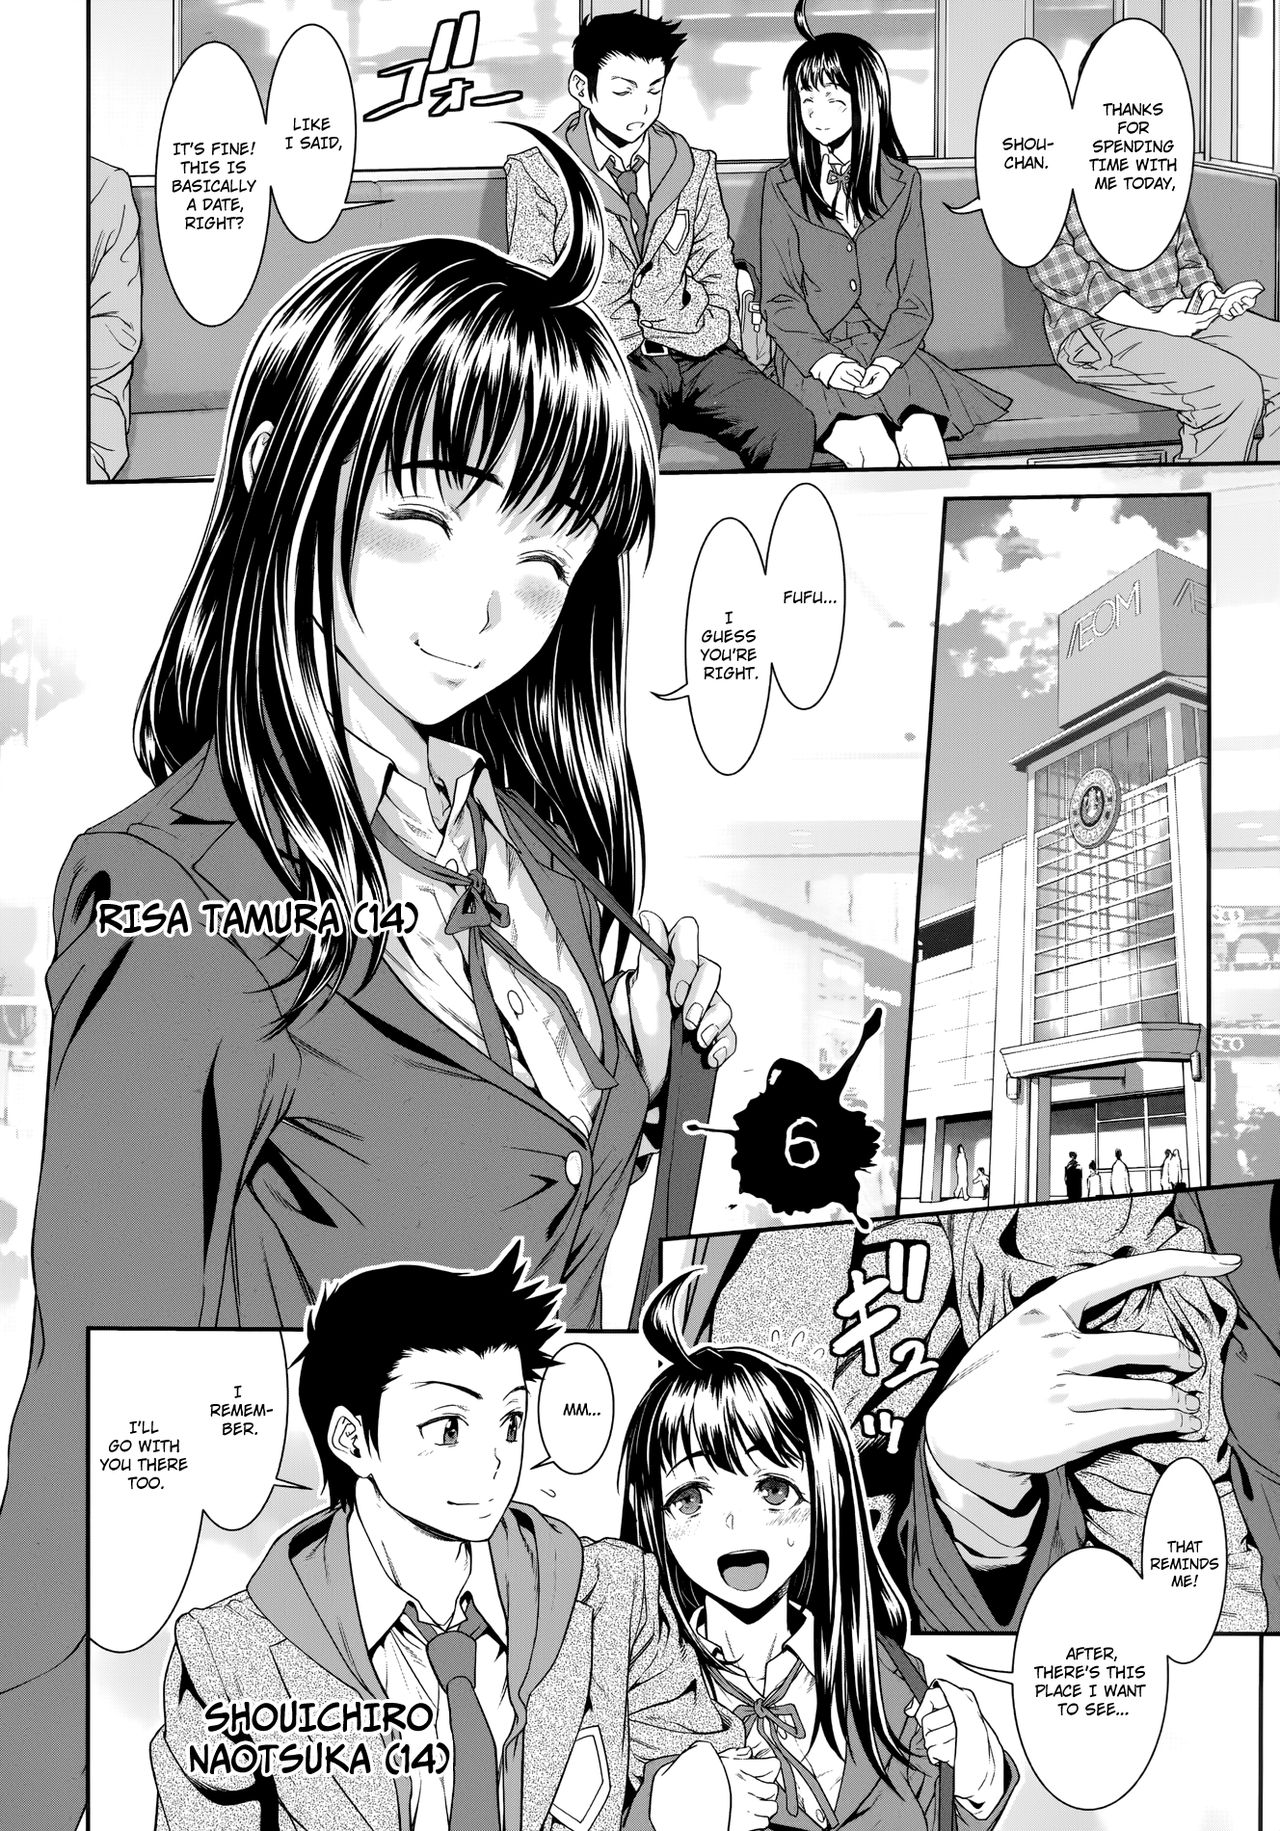 THANKS
FOR
SPENDING
TIME WITH
ME TODAY,
SHOU-
CHAN.
ゴォー
LIKE
I SAID,
IT'S FINE!
THIS IS
BASICALLY
A DATE,
RIGHT?
ÆEOM
FUFU...
I
GUESS
YOU'RE
RIGHT.
RISA TAMURA (14)
6
ギュッ
THAT
REMINDS
ME!
AFTER,
THERE'S THIS
PLACE I WANT
TO SEE...
MM...
I
REMEM-
BER.
I'LL
GO WITH
YOU THERE
TOO.
SHOUICHIRO
NAOTSUKA (14)